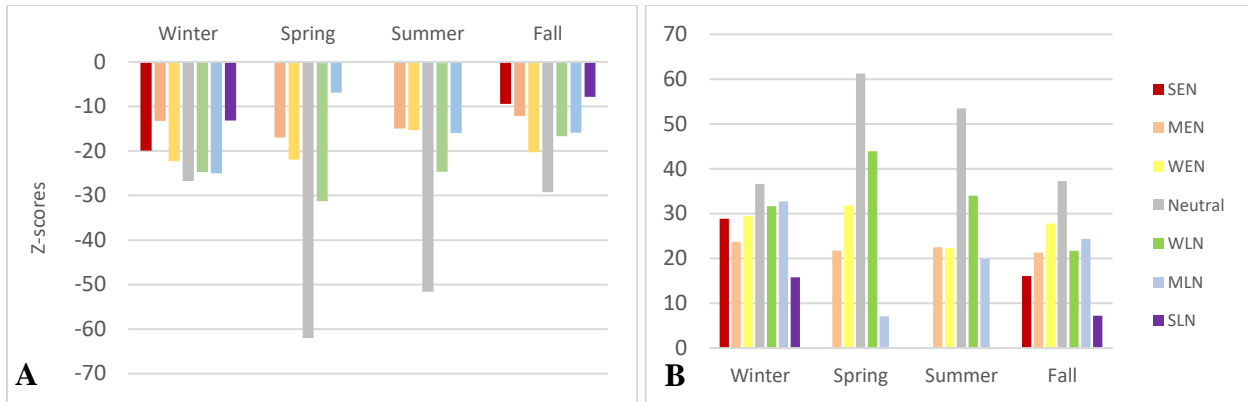 Winter Spring Summer Fall
0
-10
-20
-30
-40
-50
-60
-70
Z-scores
A
70
60
50
40
30
20
10
0
Winter Spring Summer Fall
B
SEN
MEN
WEN
Neutral
WLN
MLN
SLN